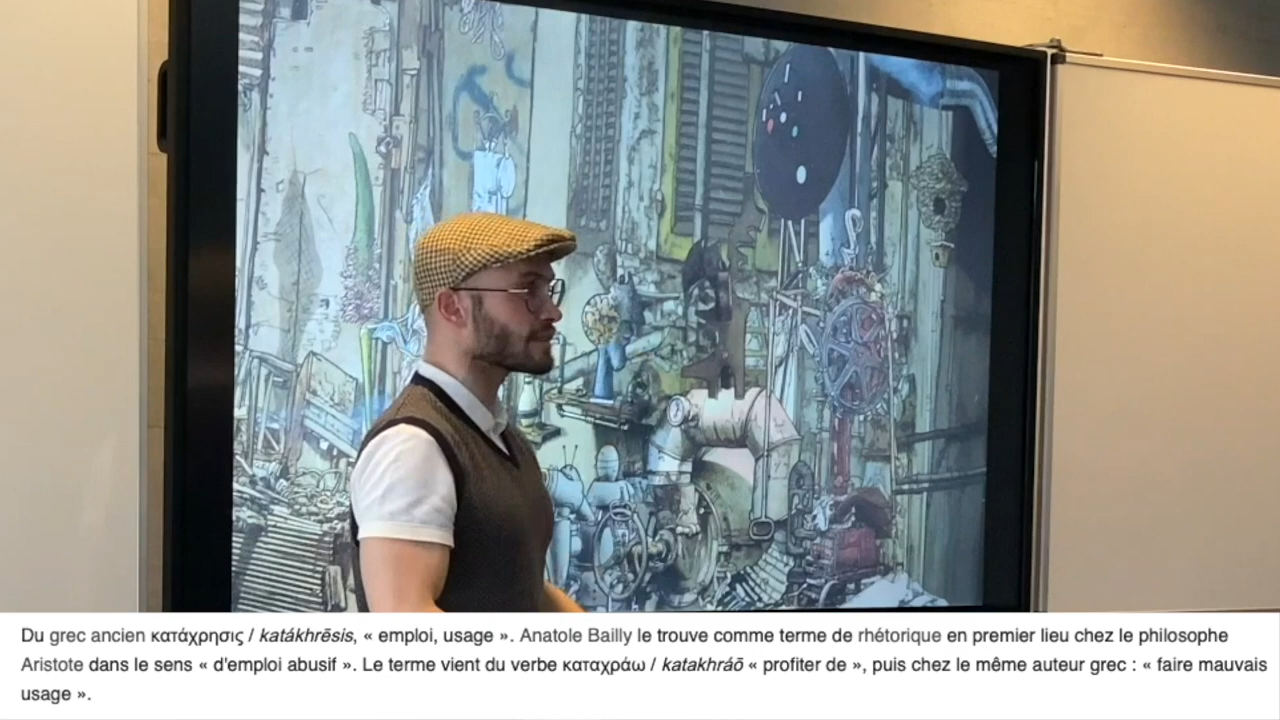 Du grec ancien κατάχρησις / katákhrēsis, « emploi, usage ». Anatole Bailly le trouve comme terme de rhétorique en premier lieu chez le philosophe
Aristote dans le sens « d'emploi abusif ». Le terme vient du verbe καταχράω / katakhráō « profiter de », puis chez le même auteur grec : « faire mauvais
usage ».